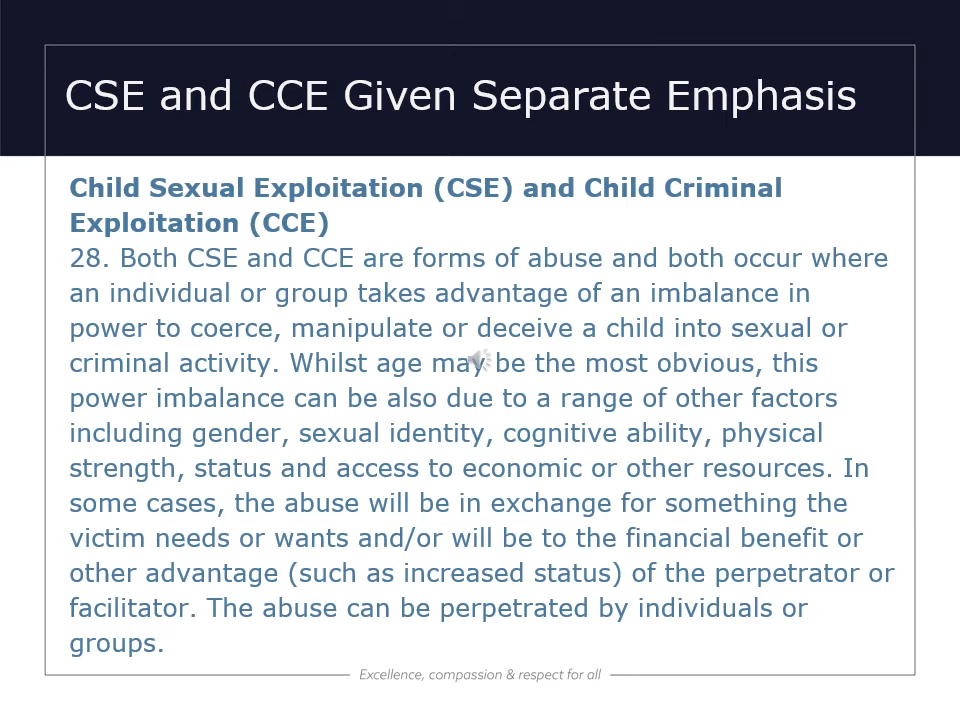 CSE and CCE Given Separate Emphasis
Child Sexual Exploitation (CSE) and Child Criminal
Exploitation (CCE)
28. Both CSE and CCE are forms of abuse and both occur where
an individual or group takes advantage of an imbalance in
power to coerce, manipulate or deceive a child into sexual or
criminal activity. Whilst age may be the most obvious, this
power imbalance can be also due to a range of other factors
including gender, sexual identity, cognitive ability, physical
strength, status and access to economic or other resources. In
some cases, the abuse will be in exchange for something the
victim needs or wants and/or will be to the financial benefit or
other advantage (such as increased status) of the perpetrator or
facilitator. The abuse can be perpetrated by individuals or
groups.
Excellence, compassion & respect for all